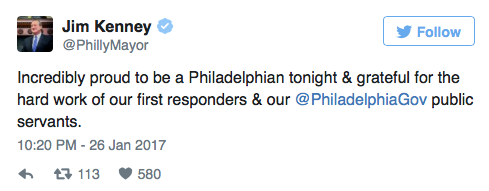 Jim Kenney
@PhillyMayor
Follow
Incredibly proud to be a Philadelphian tonight & grateful for the
hard work of our first responders & our @PhiladelphiaGov public
servants.
10:20 PM - 26 Jan 2017
113 580